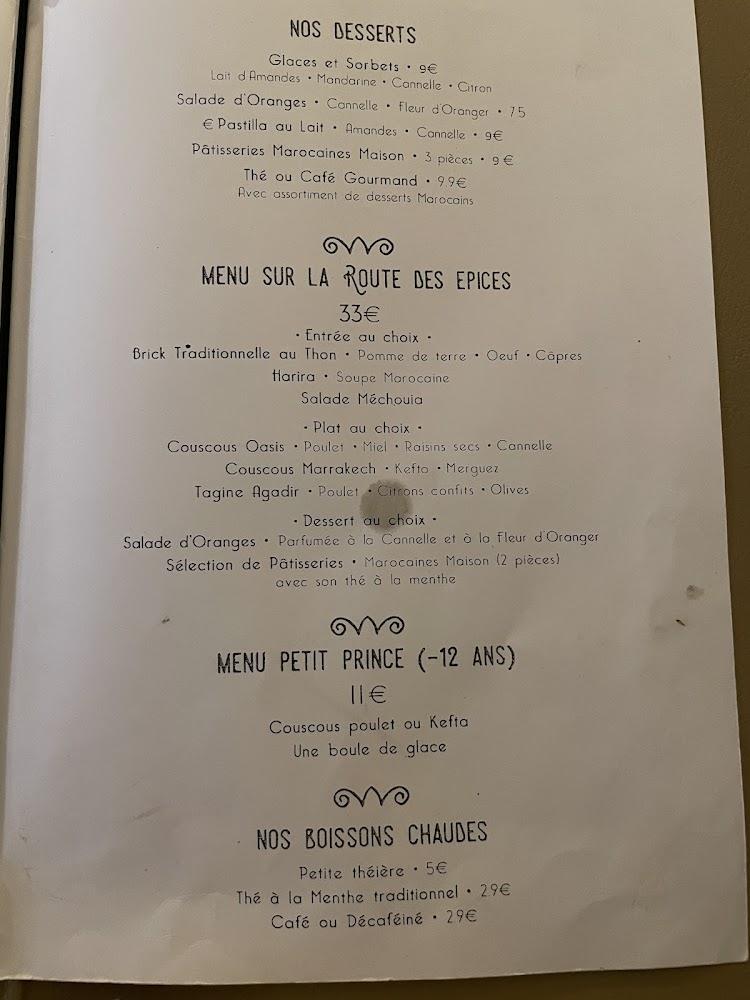 NOS DESSERTS
Glaces et Sorbets • 9€
Lait d'Amandes • Mandarine • Cannelle • Citron
Salade d'Oranges • Cannelle • Fleur d'Oranger • 75
€ Pastilla au Lait • Amandes • Cannelle • 9€
Pâtisseries Marocaines Maison • 3 pièces • 9€
Thé ou Café Gourmand • 9.9€
Avec assortiment de desserts Marocains
MENU SUR LA ROUTE DES EPICES
33€
• Entrée au choix •
Brick Traditionnelle au Thon • Pomme de terre • Oeuf • Câpres
Harira • Soupe Marocaine
Salade Méchouia
• Plat au choix •
Couscous Oasis • Poulet • Miel • Raisins secs • Cannelle
Couscous Marrakech • Kefta • Merguez
Tagine Agadir • Poulet • Citrons confits • Olives
• Dessert au choix •
Salade d'Oranges • Parfumée à la Cannelle et à la Fleur d'Oranger
Sélection de Pâtisseries • Marocaines Maison (2 pièces)
avec son thé à la menthe
MENU PETIT PRINCE (-12 ANS)
11€
Couscous poulet ou Kefta
Une boule de glace
NOS BOISSONS CHAUDES
Petite théière • 5€
Thé à la Menthe traditionnel • 2.9€
Café ou Décaféiné • 2.9€